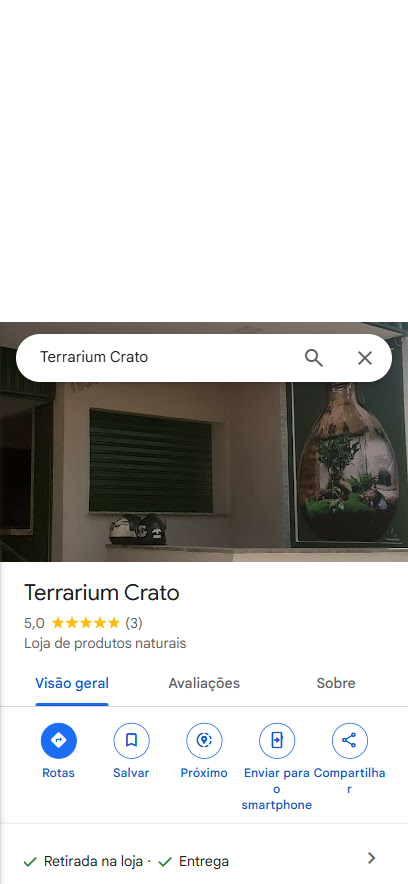 Terrarium Crato
Terrarium Crato
5,0 (3)
Loja de produtos naturais
Visão geral
Avaliações
Sobre
Rotas
Salvar
Próximo
Enviar para o smartphone
Compartilhar
Retirada na loja · Entrega